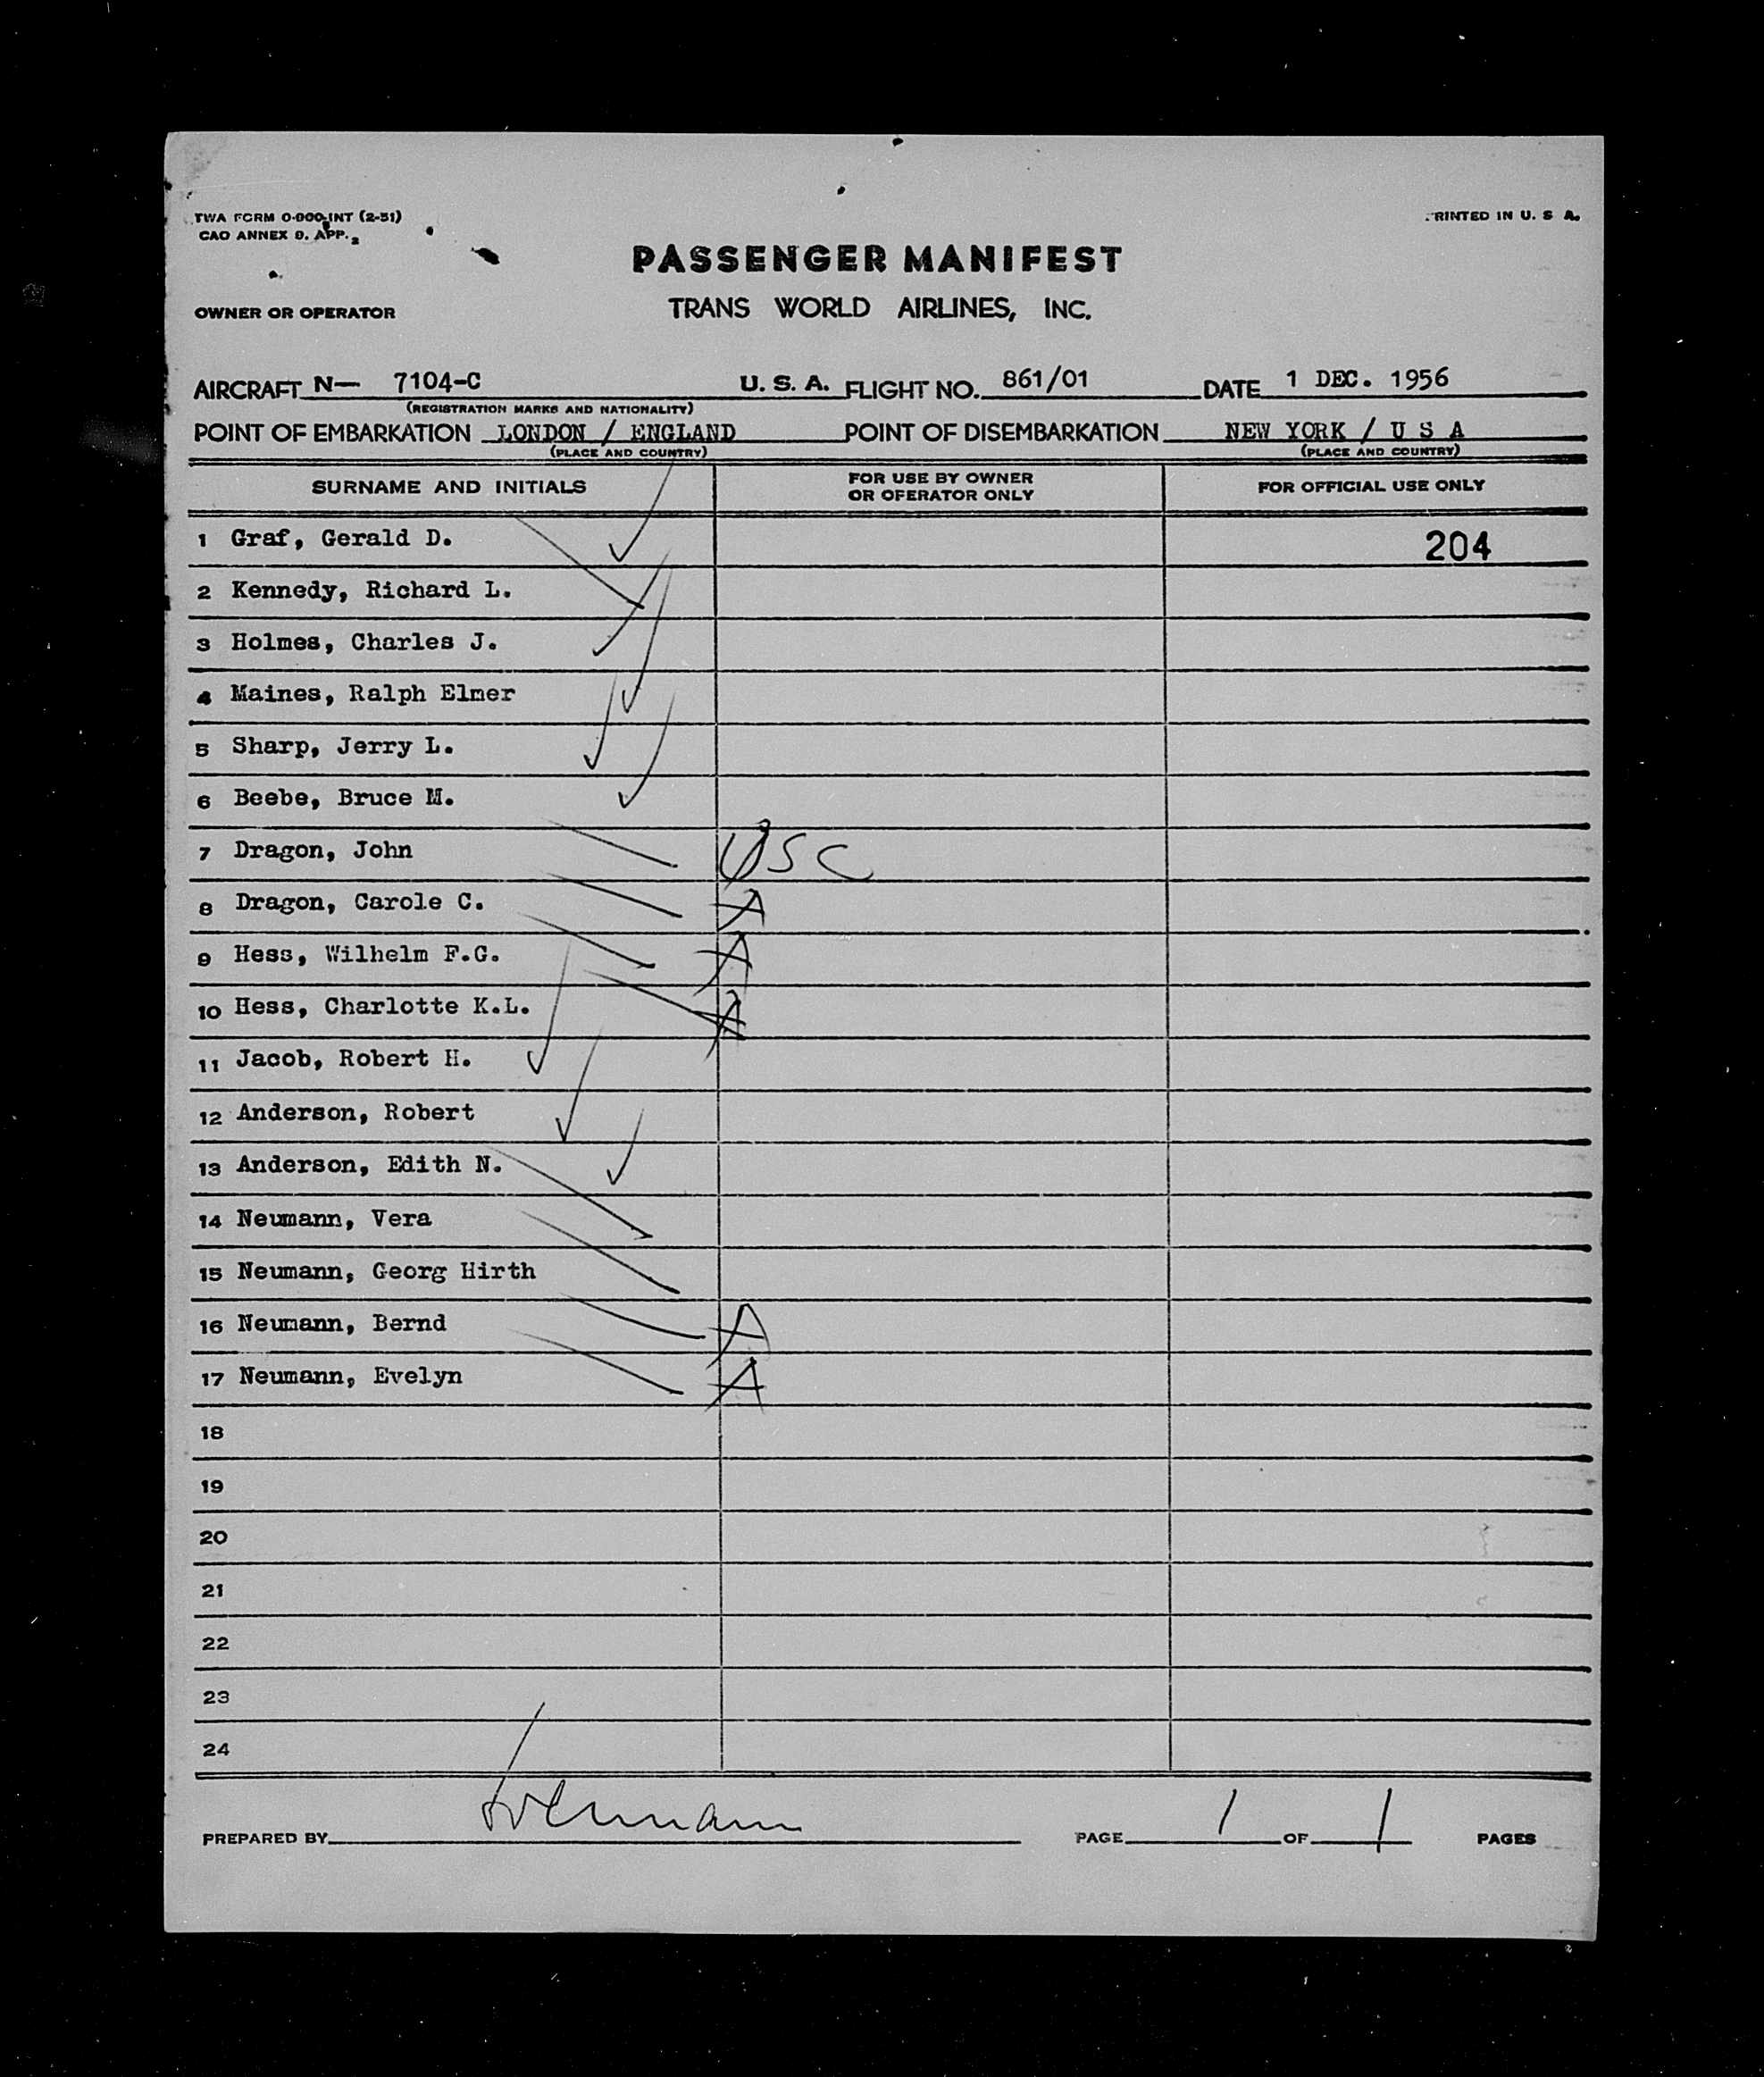 TWA FORM 0-000-INT (2-51)
CAO ANNEX 9. APP. 2
PRINTED IN U. S. A.
PASSENGER MANIFEST
OWNER OR OPERATOR
TRANS WORLD AIRLINES, INC.
AIRCRAFT N— 7104-C U. S. A. FLIGHT NO. 861/01 DATE 1 DEC. 1956
(REGISTRATION MARKS AND NATIONALITY)
POINT OF EMBARKATION LONDON / ENGLAND POINT OF DISEMBARKATION NEW YORK / U S A
(PLACE AND COUNTRY) (PLACE AND COUNTRY)
SURNAME AND INITIALS FOR USE BY OWNER OR OPERATOR ONLY FOR OFFICIAL USE ONLY
1 Graf, Gerald D. 204
2 Kennedy, Richard L.
3 Holmes, Charles J.
4 Maines, Ralph Elmer
5 Sharp, Jerry L.
6 Beebe, Bruce M.
7 Dragon, John USC
8 Dragon, Carole C. A
9 Hess, Wilhelm F.G. A
10 Hess, Charlotte K.L. A
11 Jacob, Robert H.
12 Anderson, Robert
13 Anderson, Edith N.
14 Neumann, Vera
15 Neumann, Georg Hirth
16 Neumann, Bernd A
17 Neumann, Evelyn A
18
19
20
21
22
23
24
PREPARED BY PAGE 1 OF 1 PAGES